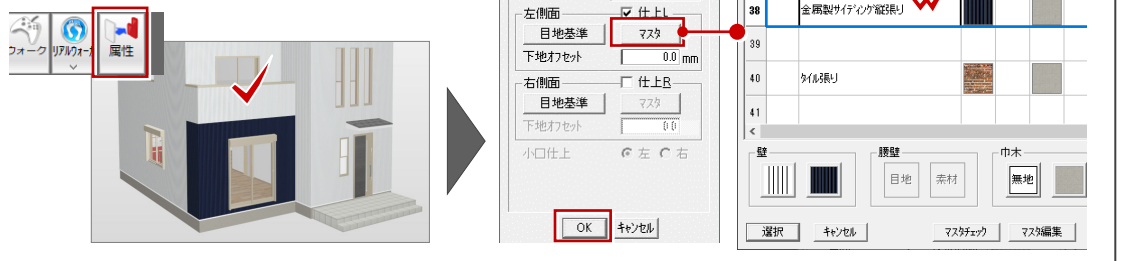 ウォーク
リアルウォーカー
属性
左側面
仕上L
目地基準
マスタ
下地オフセット
0.0 mm
右側面
仕上R
目地基準
マスタ
下地オフセット
0.0
小口仕上
左
右
OK
キャンセル
38
金属製サイディング縦張り
39
40
タイル張り
41
壁
腰壁
目地
素材
巾木
無地
選択
キャンセル
マスタチェック
マスタ編集